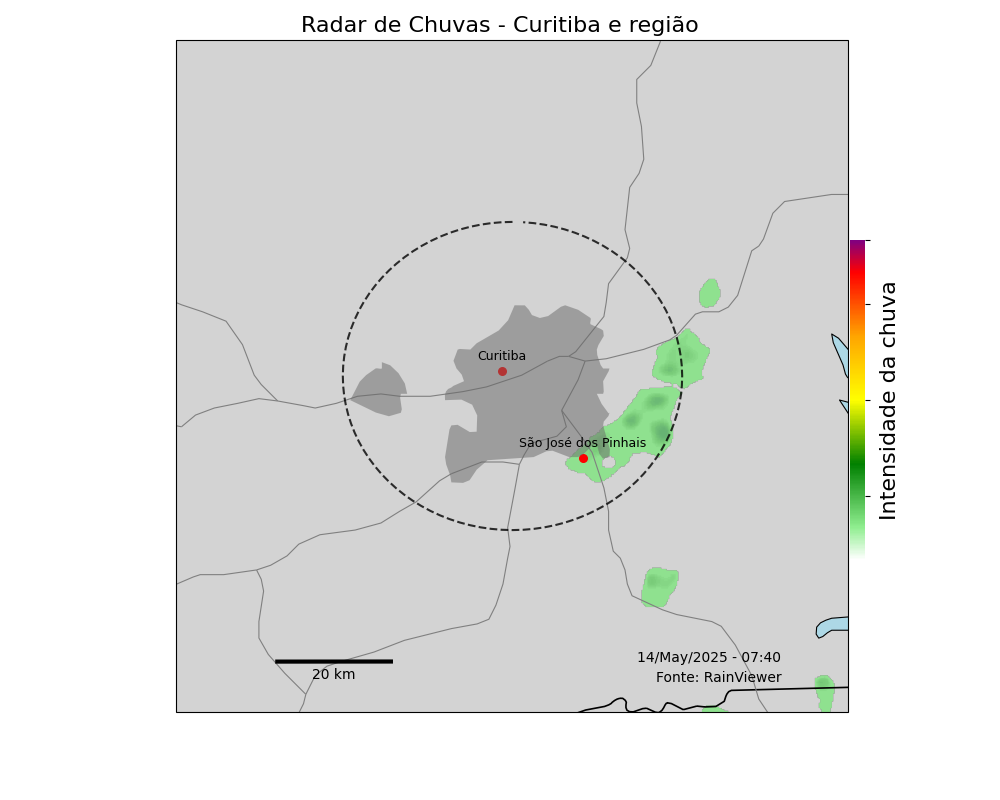 Radar de Chuvas - Curitiba e região
Curitiba
São José dos Pinhais
Intensidade da chuva
14/May/2025 - 07:40
20 km
Fonte: RainViewer